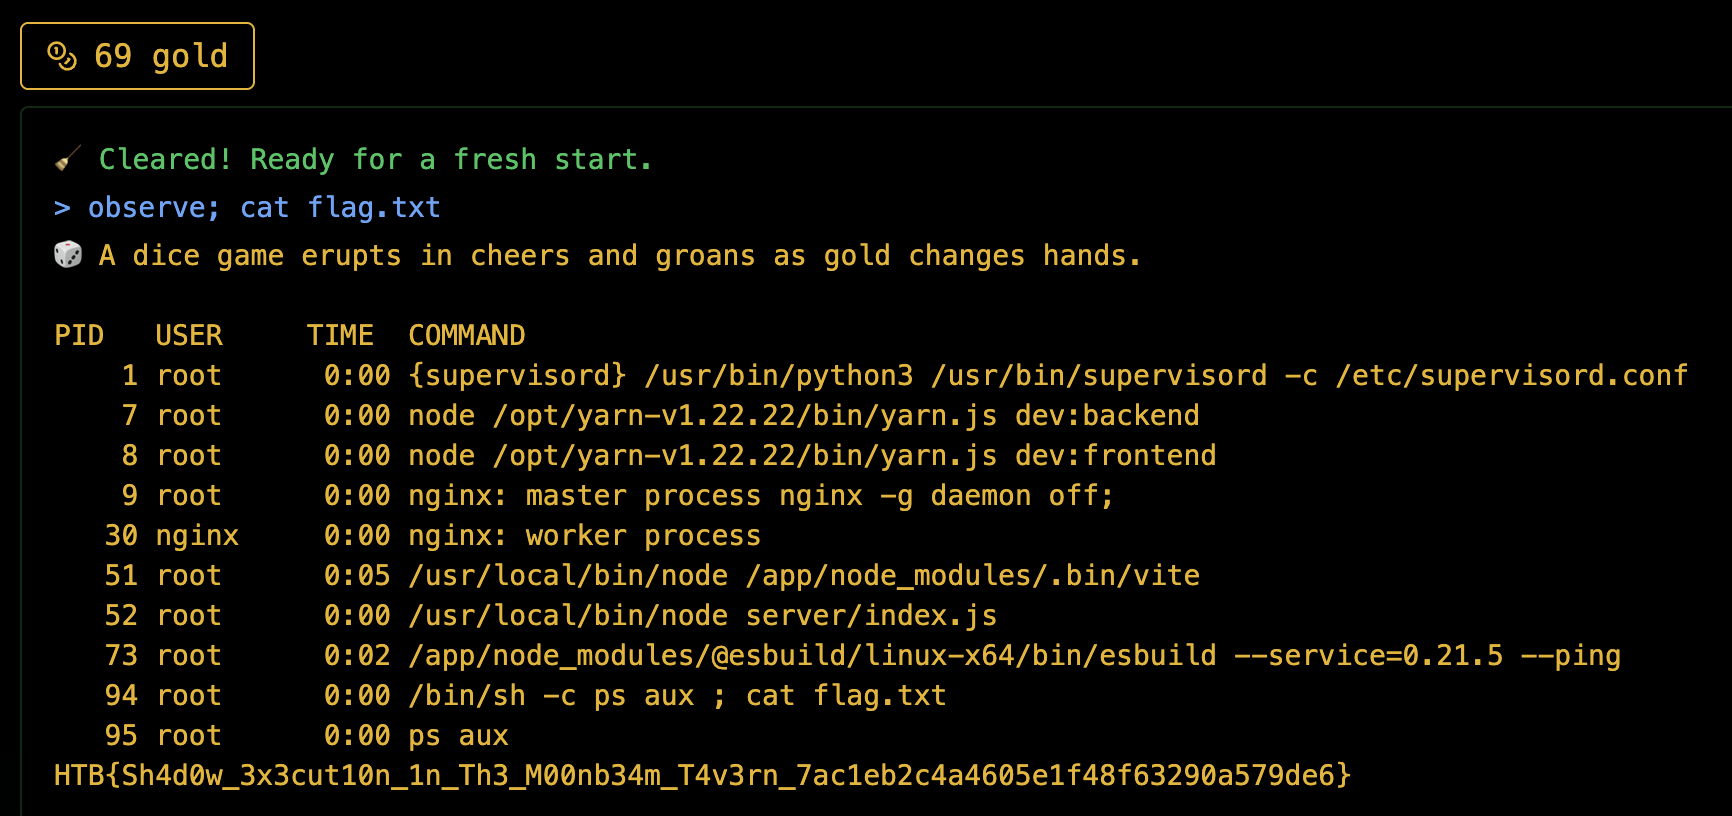 69 gold
Cleared! Ready for a fresh start.
> observe; cat flag.txt
A dice game erupts in cheers and groans as gold changes hands.
PID   USER     TIME  COMMAND
    1 root      0:00 {supervisord} /usr/bin/python3 /usr/bin/supervisord -c /etc/supervisord.conf
    7 root      0:00 node /opt/yarn-v1.22.22/bin/yarn.js dev:backend
    8 root      0:00 node /opt/yarn-v1.22.22/bin/yarn.js dev:frontend
    9 root      0:00 nginx: master process nginx -g daemon off;
   30 nginx     0:00 nginx: worker process
   51 root      0:05 /usr/local/bin/node /app/node_modules/.bin/vite
   52 root      0:00 /usr/local/bin/node server/index.js
   73 root      0:02 /app/node_modules/@esbuild/linux-x64/bin/esbuild --service=0.21.5 --ping
   94 root      0:00 /bin/sh -c ps aux ; cat flag.txt
   95 root      0:00 ps aux
HTB{Sh4d0w_3x3cut10n_1n_Th3_M00nb34m_T4v3rn_7ac1eb2c4a4605e1f48f63290a579de6}